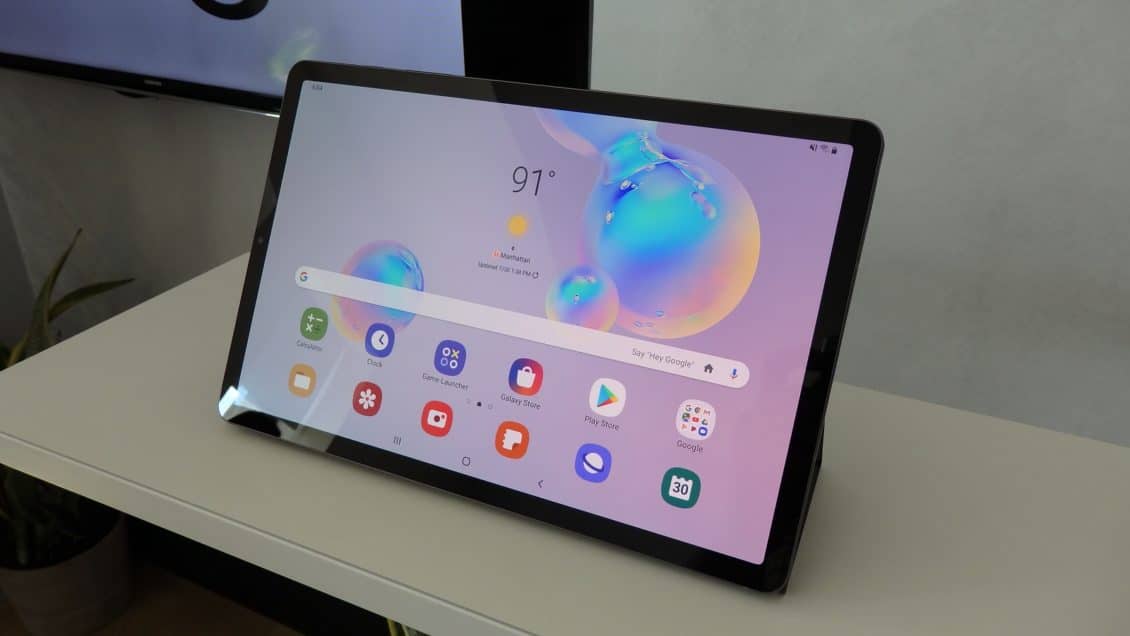 91°
Manhattan
Say "Hey Google"
Calculator
Clock
Game Launcher
Galaxy Store
Play Store
Google
30